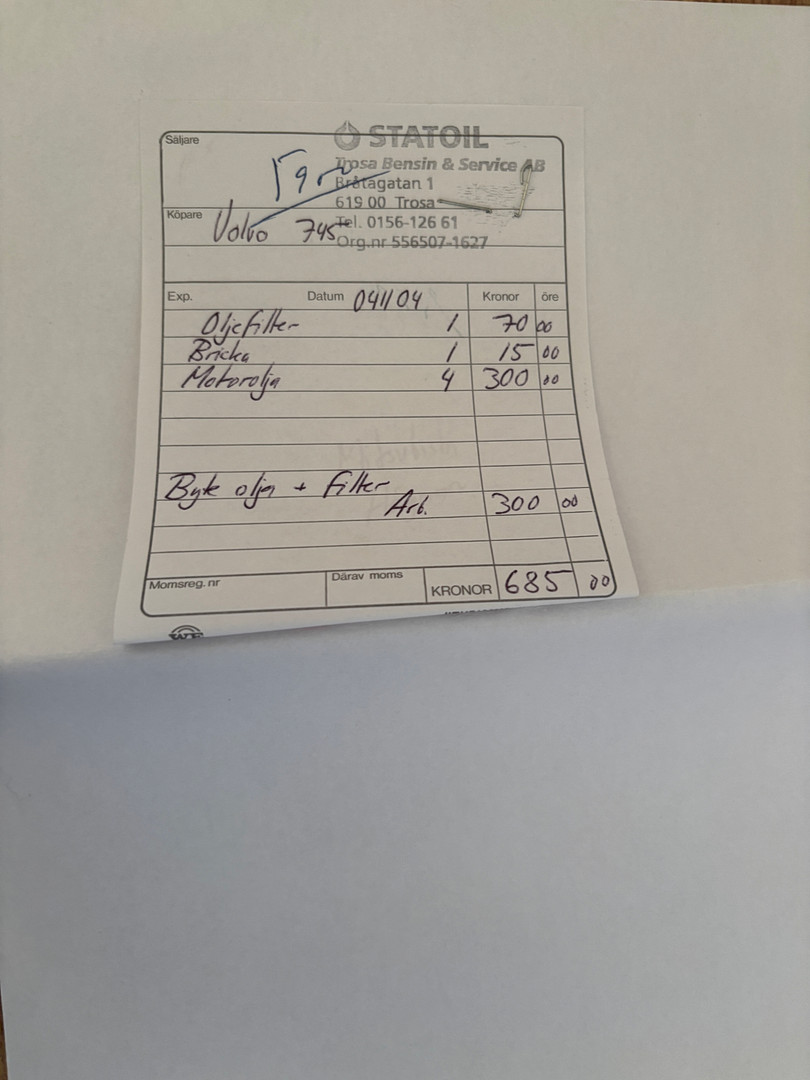 Säljare
STATOIL
Trosa Bensin & Service AB
Bråtagatan 1
619 00 Trosa
Köpare
Volvo 745
Tel. 0156-126 61
Org.nr 556507-1627
Exp. Datum 041104 Kronor öre
Oljefilter 1 70 00
Bricka 1 15 00
Motorolja 4 300 00
Byte olja + filter
Arb. 300 00
Momsreg. nr Därav moms KRONOR 685 00